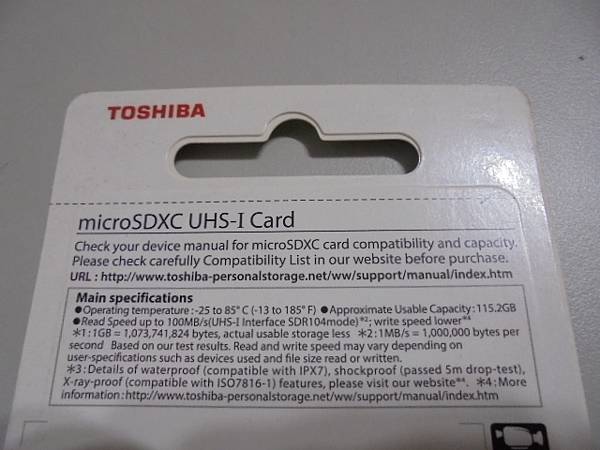 TOSHIBA
microSDXC UHS-I Card
Check your device manual for microSDXC card compatibility and capacity.
Please check carefully Compatibility List in our website before purchase.
URL : http://www.toshiba-personalstorage.net/ww/support/manual/index.htm
Main specifications
●Operating temperature:-25 to 85° C (-13 to 185° F) ●Approximate Usable Capacity:115.2GB
●Read Speed up to 100MB/s(UHS-I Interface SDR104mode)*²; write speed lower*⁴
*1:1GB = 1,073,741,824 bytes, actual usable storage less *2:1MB/s = 1,000,000 bytes per
second Based on our test results. Read and write speed may vary depending on
user-specifications such as devices used and file size read or written.
*3:Details of waterproof (compatible with IPX7), shockproof (passed 5m drop-test),
X-ray-proof (compatible with ISO7816-1) features, please visit our website*⁴. *4:More
information:http://www.toshiba-personalstorage.net/ww/support/manual/index.htm